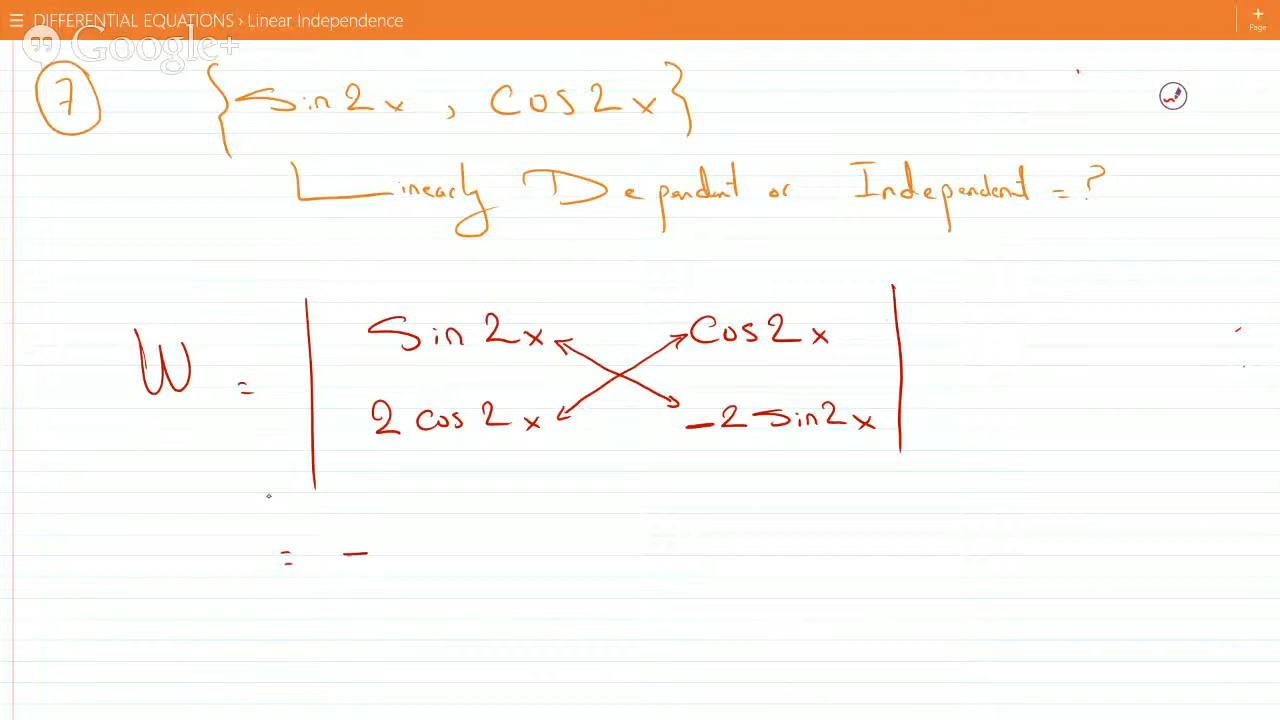 DIFFERENTIAL EQUATIONS › Linear Independence
Page
Google+
7 {Sin 2x , Cos 2x}
Linearly Dependent or Independent = ?
W = | Sin 2x Cos 2x |
| 2 cos 2x -2 Sin 2x |
= -